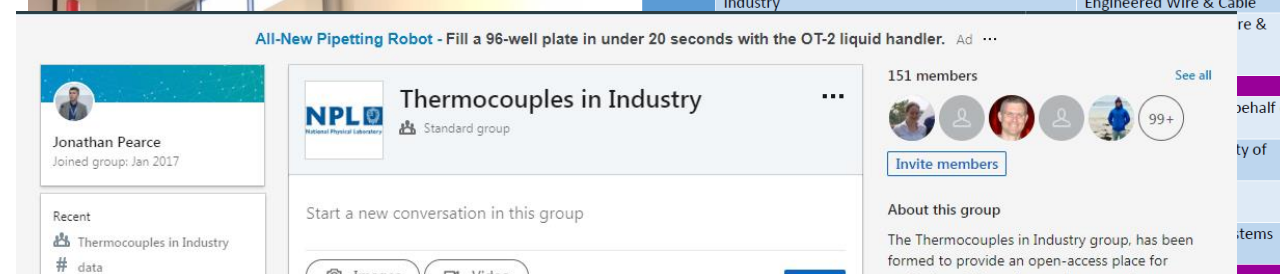 Industry
Engineered Wire & Cable
re &
All-New Pipetting Robot - Fill a 96-well plate in under 20 seconds with the OT-2 liquid handler. Ad ...
Jonathan Pearce
Joined group: Jan 2017
Recent
Thermocouples in Industry
# data
NPL
National Physical Laboratory
Thermocouples in Industry
...
Standard group
Start a new conversation in this group
Images
Video
151 members
See all
99+
Invite members
About this group
The Thermocouples in Industry group, has been
formed to provide an open-access place for
behalf
ty of
stems